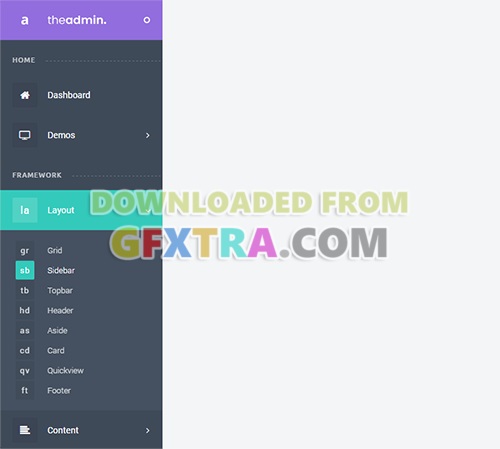 a theadmin.
HOME
Dashboard
Demos
FRAMEWORK
la Layout
DOWNLOADED FROM
GFXTRA.COM
gr Grid
sb Sidebar
tb Topbar
hd Header
as Aside
cd Card
qv Quickview
ft Footer
Content